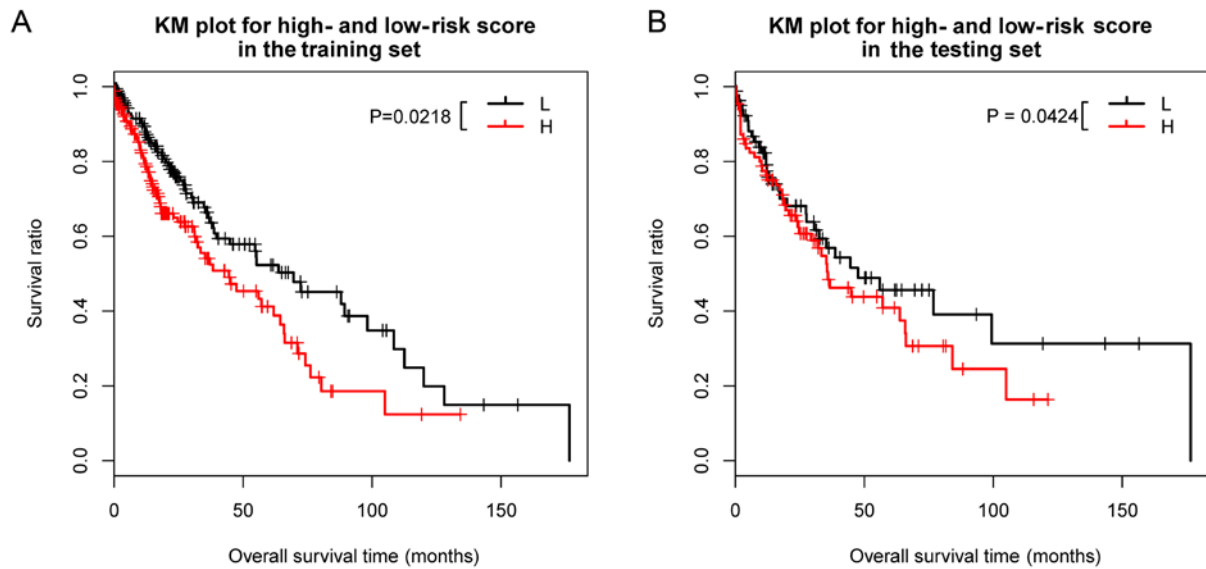 A
KM plot for high- and low-risk score
in the training set
P=0.0218
L
H
Survival ratio
1.0
0.8
0.6
0.4
0.2
0.0
0
50
100
150
Overall survival time (months)
B
KM plot for high- and low-risk score
in the testing set
P = 0.0424
L
H
Survival ratio
1.0
0.8
0.6
0.4
0.2
0.0
0
50
100
150
Overall survival time (months)